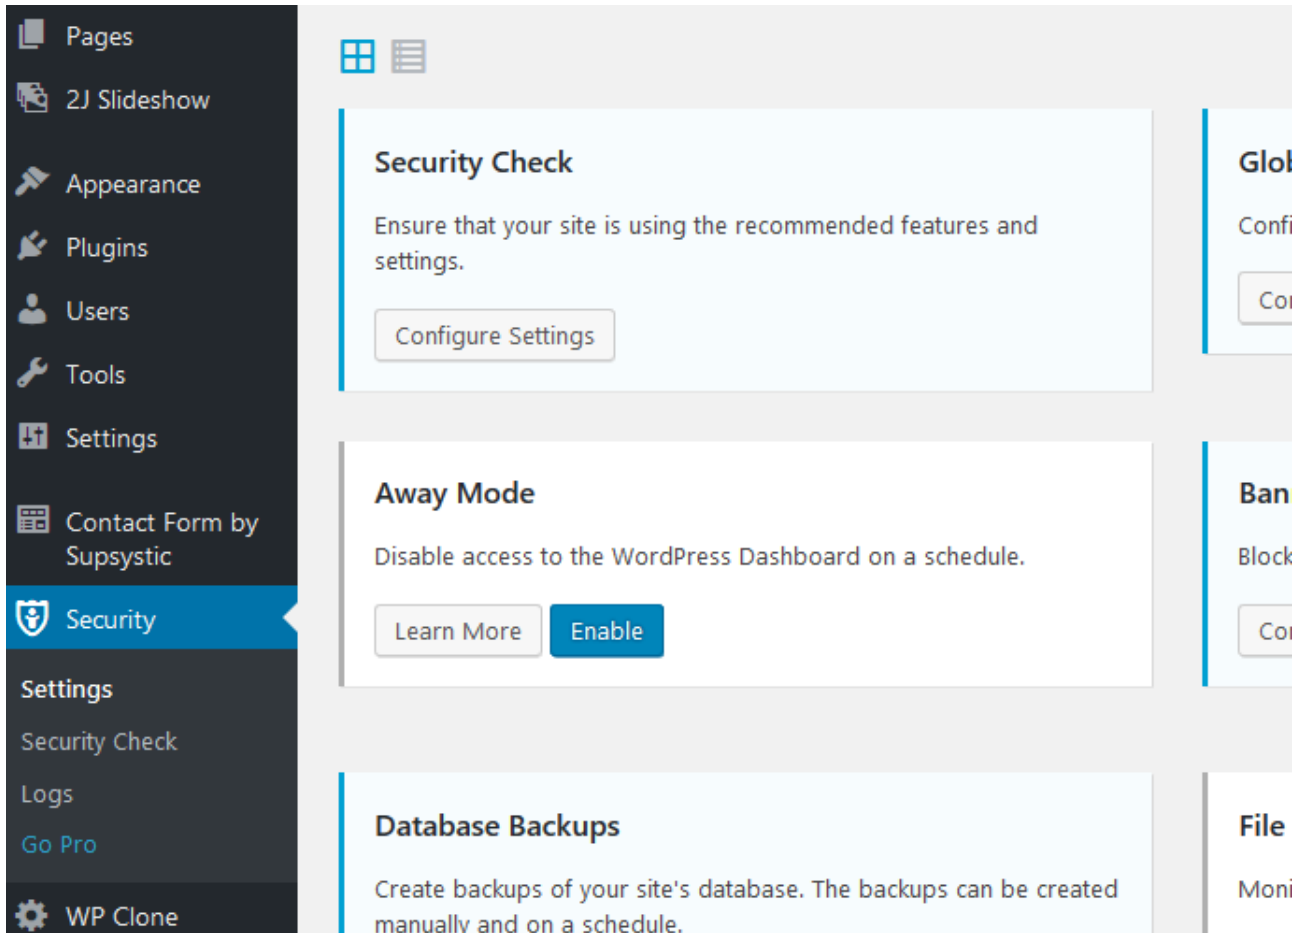 Pages
2J Slideshow
Appearance
Plugins
Users
Tools
Settings
Contact Form by
Supsystic
Security
Settings
Security Check
Logs
Go Pro
WP Clone
Security Check
Ensure that your site is using the recommended features and
settings.
Configure Settings
Away Mode
Disable access to the WordPress Dashboard on a schedule.
Learn More
Enable
Database Backups
Create backups of your site's database. The backups can be created
manually and on a schedule.
Ban
Block
File